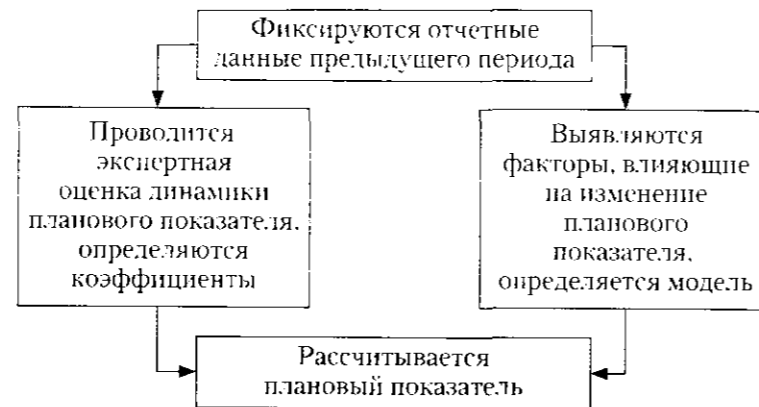 Фиксируются отчетные
данные предыдущего периода
Проводится
экспертная
оценка динамики
планового показателя,
определяются
коэффициенты
Выявляются
факторы, влияющие
на изменение
планового
показателя,
определяется модель
Рассчитывается
плановый показатель